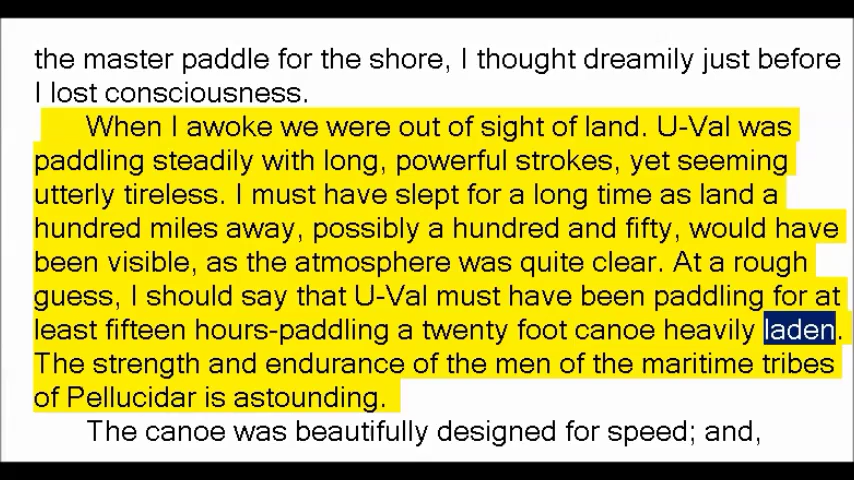 the master paddle for the shore, I thought dreamily just before
I lost consciousness.
When I awoke we were out of sight of land. U-Val was
paddling steadily with long, powerful strokes, yet seeming
utterly tireless. I must have slept for a long time as land a
hundred miles away, possibly a hundred and fifty, would have
been visible, as the atmosphere was quite clear. At a rough
guess, I should say that U-Val must have been paddling for at
least fifteen hours-paddling a twenty foot canoe heavily laden.
The strength and endurance of the men of the maritime tribes
of Pellucidar is astounding.
The canoe was beautifully designed for speed; and,